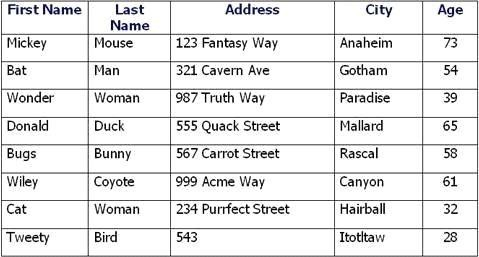 First Name Last Name Address City Age
Mickey Mouse 123 Fantasy Way Anaheim 73
Bat Man 321 Cavern Ave Gotham 54
Wonder Woman 987 Truth Way Paradise 39
Donald Duck 555 Quack Street Mallard 65
Bugs Bunny 567 Carrot Street Rascal 58
Wiley Coyote 999 Acme Way Canyon 61
Cat Woman 234 Purrfect Street Hairball 32
Tweety Bird 543 Itotltaw 28